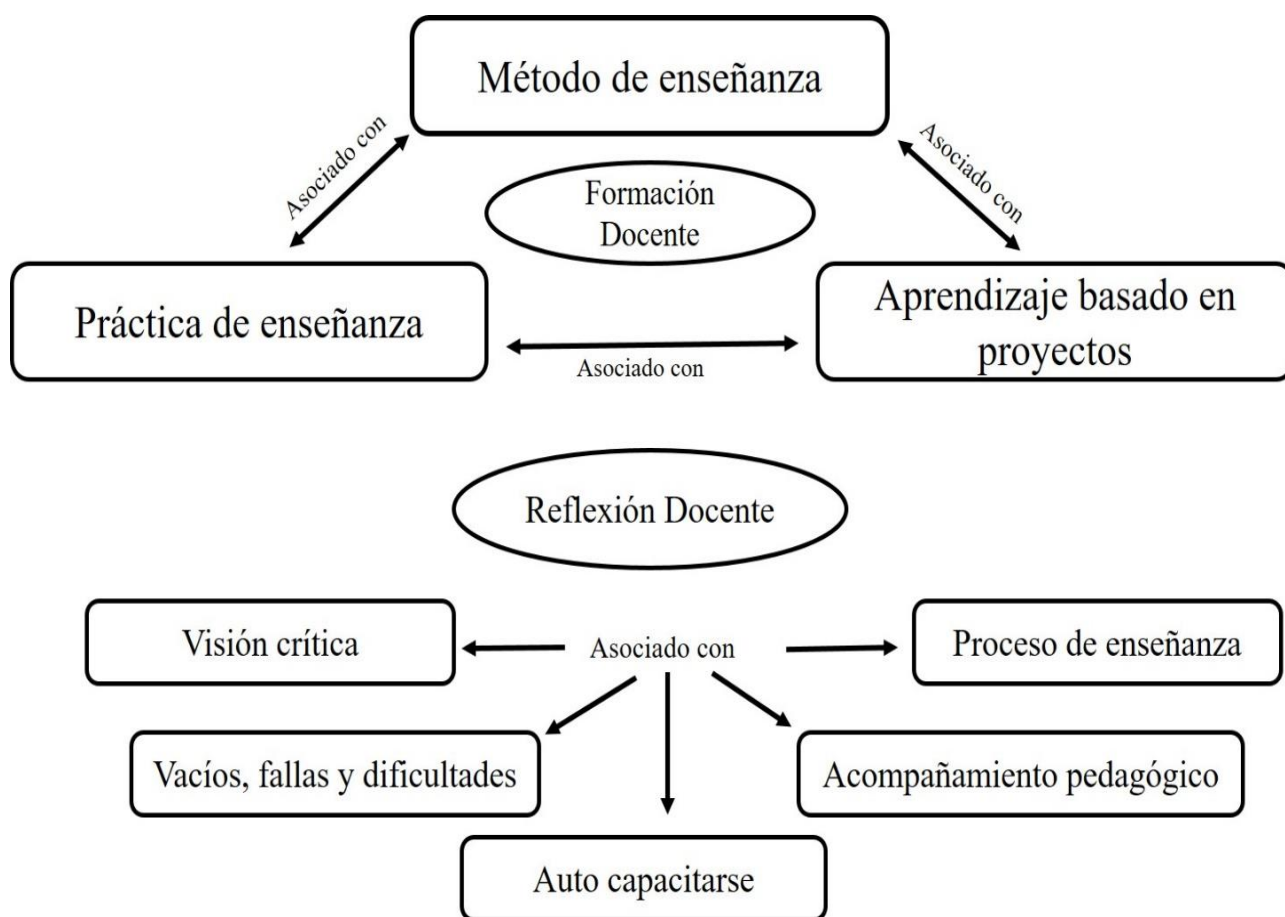 Método de enseñanza
Asociado con
Asociado con
Formación
Docente
Práctica de enseñanza
Aprendizaje basado en
proyectos
Asociado con
Reflexión Docente
Visión crítica
Asociado con
Proceso de enseñanza
Vacíos, fallas y dificultades
Acompañamiento pedagógico
Auto capacitarse